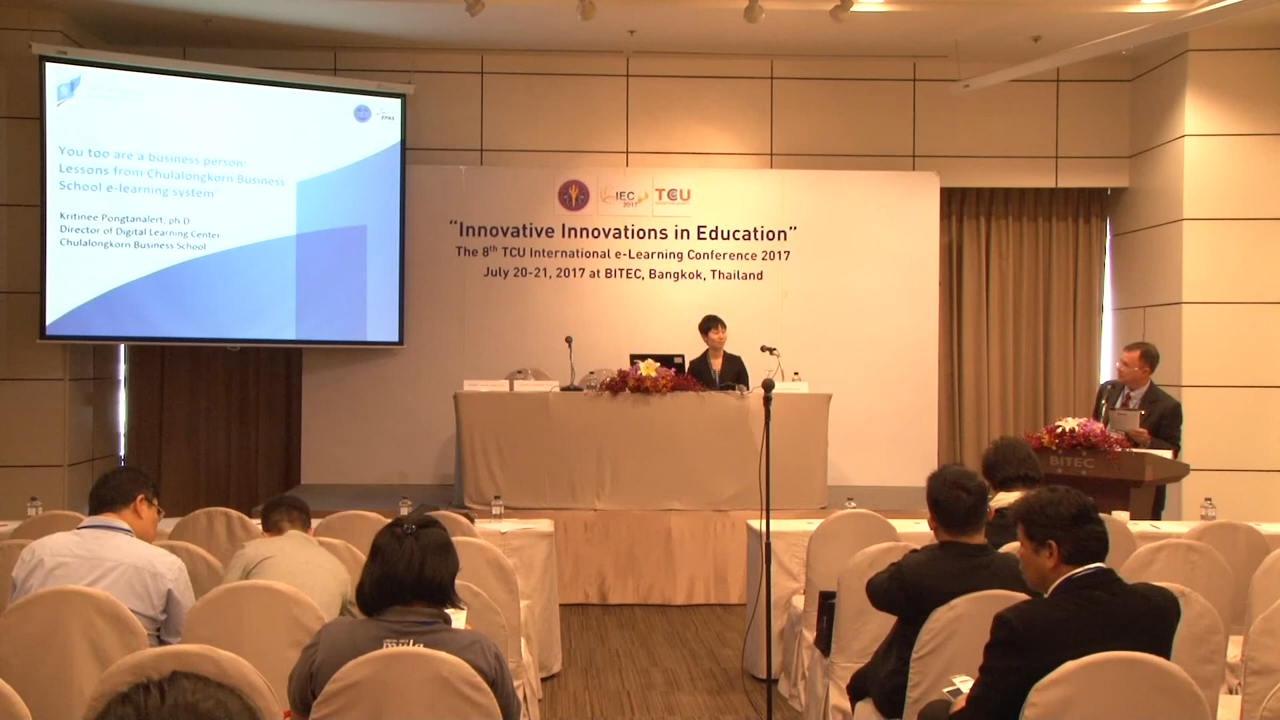 You too are a business person:
Lessons from Chulalongkorn Business
School e-learning system
Kritinee Pongtanalert, ph.D
Director of Digital Learning Center
Chulalongkorn Business School
EPAS
IEC
2017
TCU
“Innovative Innovations in Education”
The 8th TCU International e-Learning Conference 2017
July 20-21, 2017 at BITEC, Bangkok, Thailand
BITEC